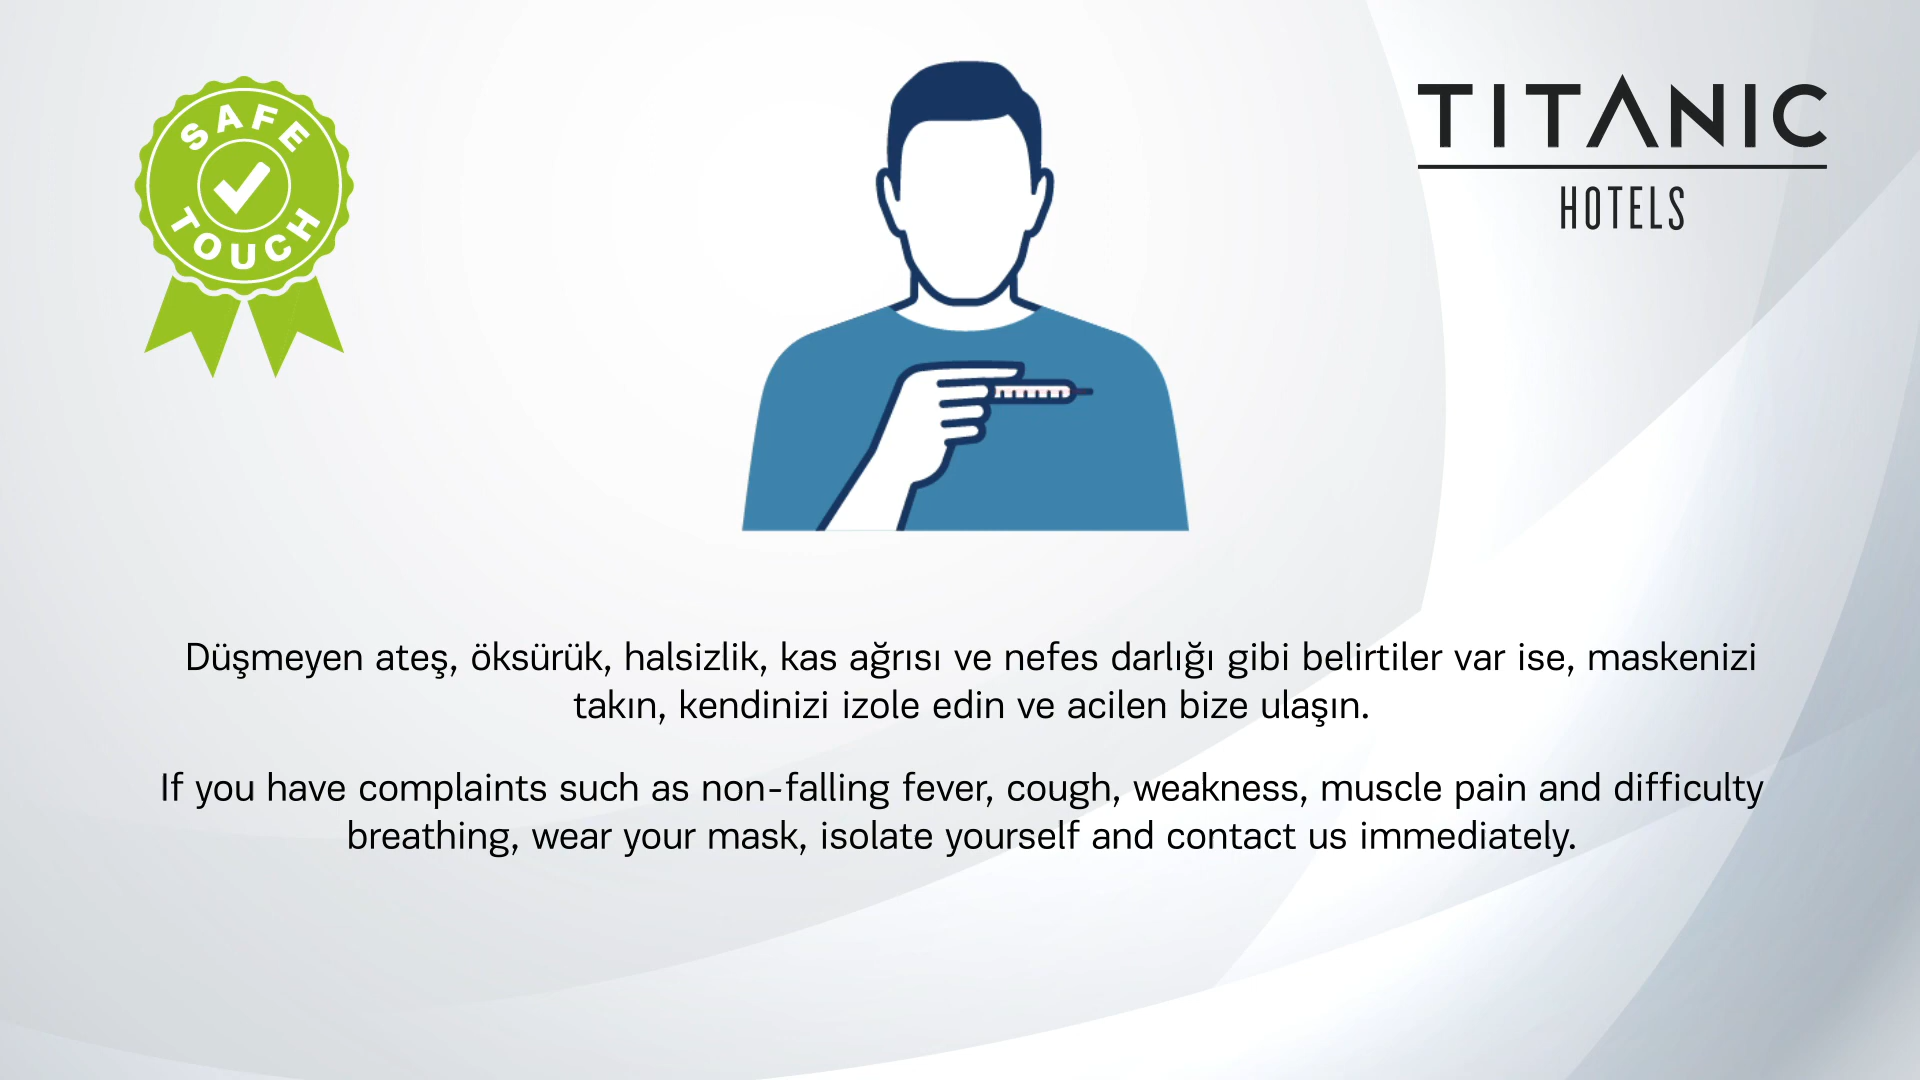 SAFE
TOUCH
TITANIC
HOTELS
Düşmeyen ateş, öksürük, halsizlik, kas ağrısı ve nefes darlığı gibi belirtiler var ise, maskenizi
takın, kendinizi izole edin ve acilen bize ulaşın.
If you have complaints such as non-falling fever, cough, weakness, muscle pain and difficulty
breathing, wear your mask, isolate yourself and contact us immediately.